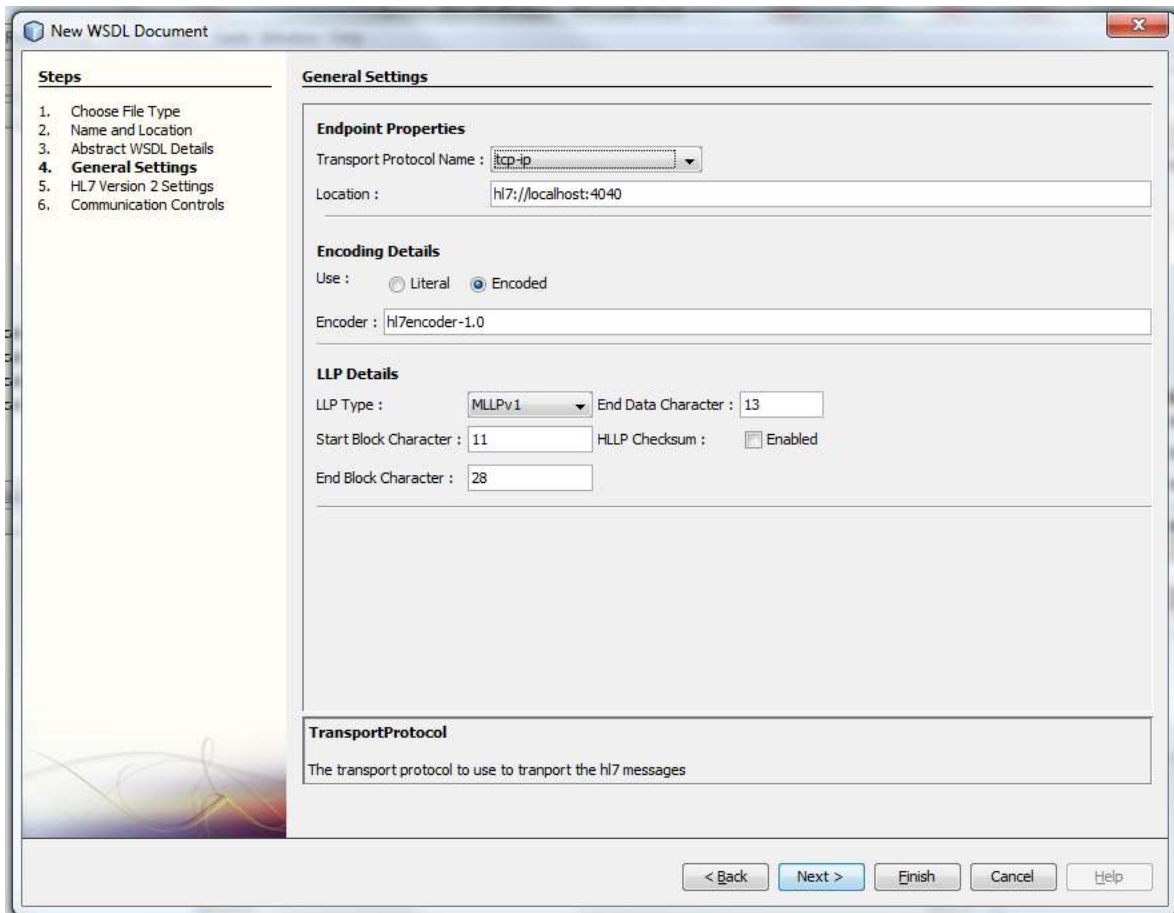 New WSDL Document
Steps
1. Choose File Type
2. Name and Location
3. Abstract WSDL Details
4. General Settings
5. HL7 Version 2 Settings
6. Communication Controls
General Settings
Endpoint Properties
Transport Protocol Name : tcp-ip
Location : hl7://localhost:4040
Encoding Details
Use : Literal Encoded
Encoder : hl7encoder-1.0
LLP Details
LLP Type : MLLPv1 End Data Character : 13
Start Block Character : 11 HLLP Checksum : Enabled
End Block Character : 28
TransportProtocol
The transport protocol to use to tranport the hl7 messages
< Back Next > Finish Cancel Help